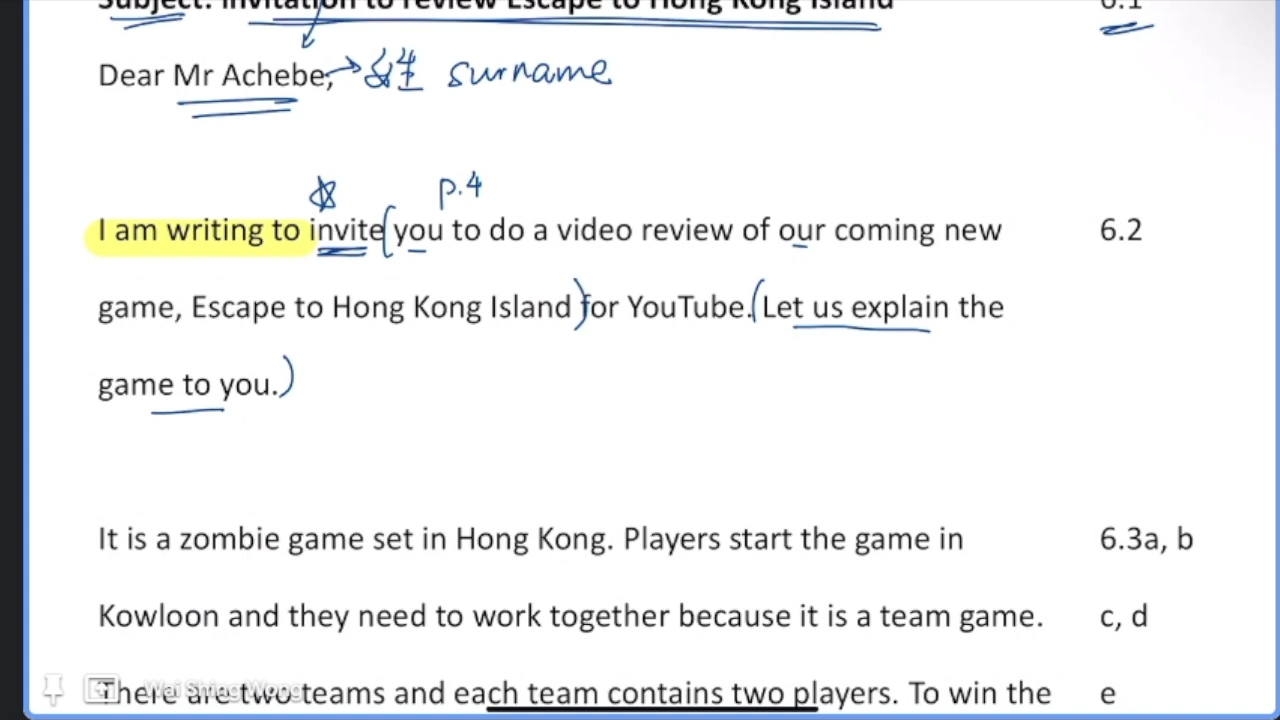 Subject: Invitation to review Escape to Hong Kong Island 6.1
Dear Mr Achebe, → 姓 surname
☆ p.4
I am writing to invite (you to do a video review of our coming new 6.2
game, Escape to Hong Kong Island) for YouTube. (Let us explain the
game to you.)
It is a zombie game set in Hong Kong. Players start the game in 6.3a, b
Kowloon and they need to work together because it is a team game. c, d
There are two teams and each team contains two players. To win the e
Wai Shing Wong